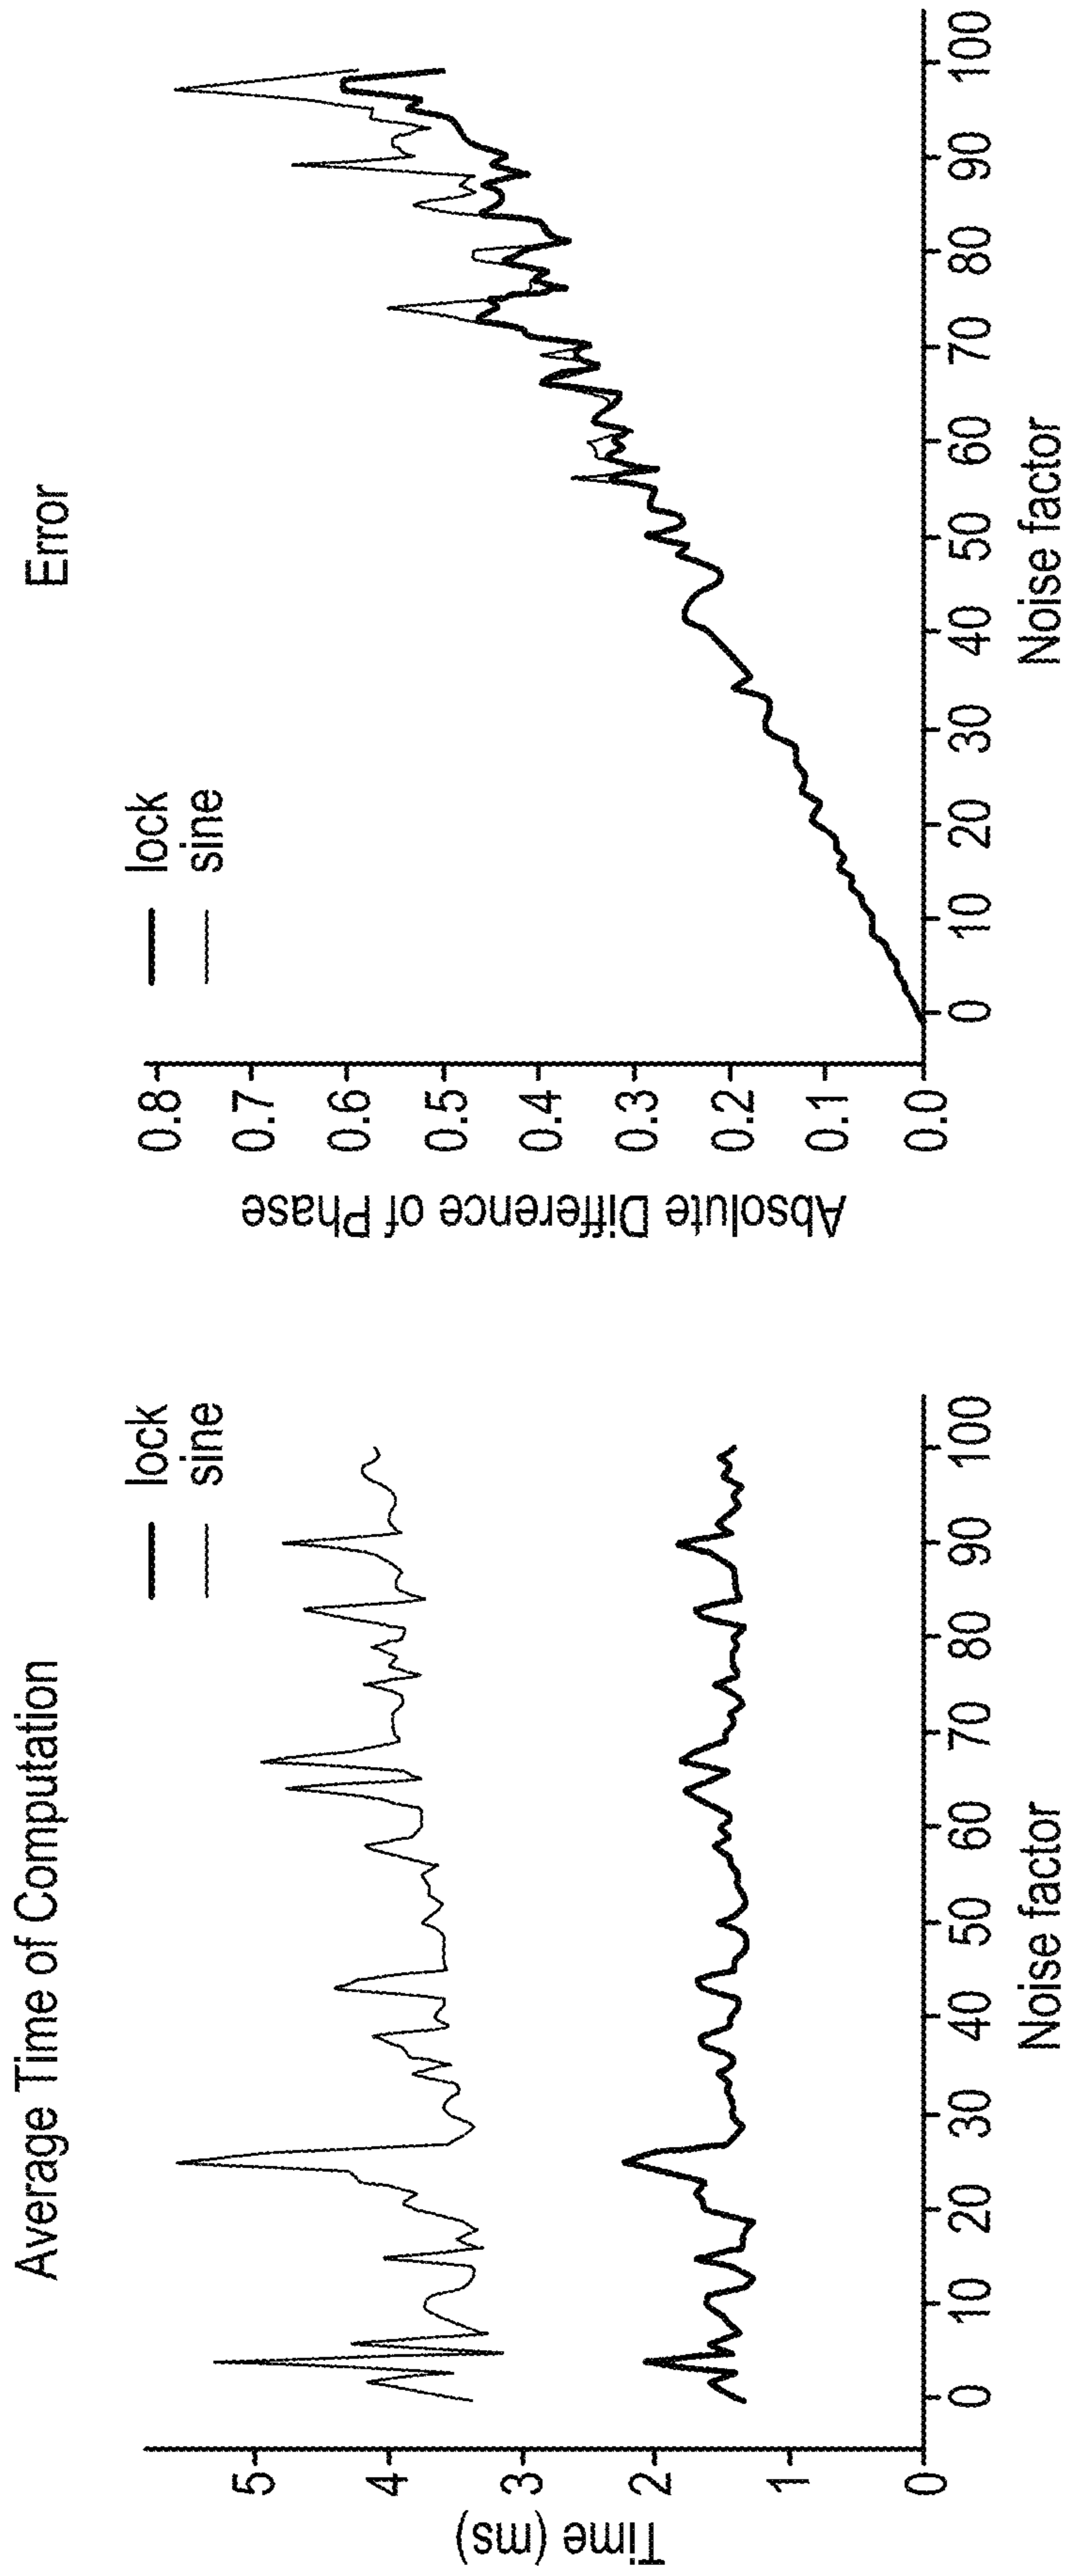 Average Time of Computation
lock
sine
Time (ms)
5
4
3
2
1
0
0 10 20 30 40 50 60 70 80 90 100
Noise factor
Error
lock
sine
Absolute Difference of Phase
0.8
0.7
0.6
0.5
0.4
0.3
0.2
0.1
0.0
0 10 20 30 40 50 60 70 80 90 100
Noise factor